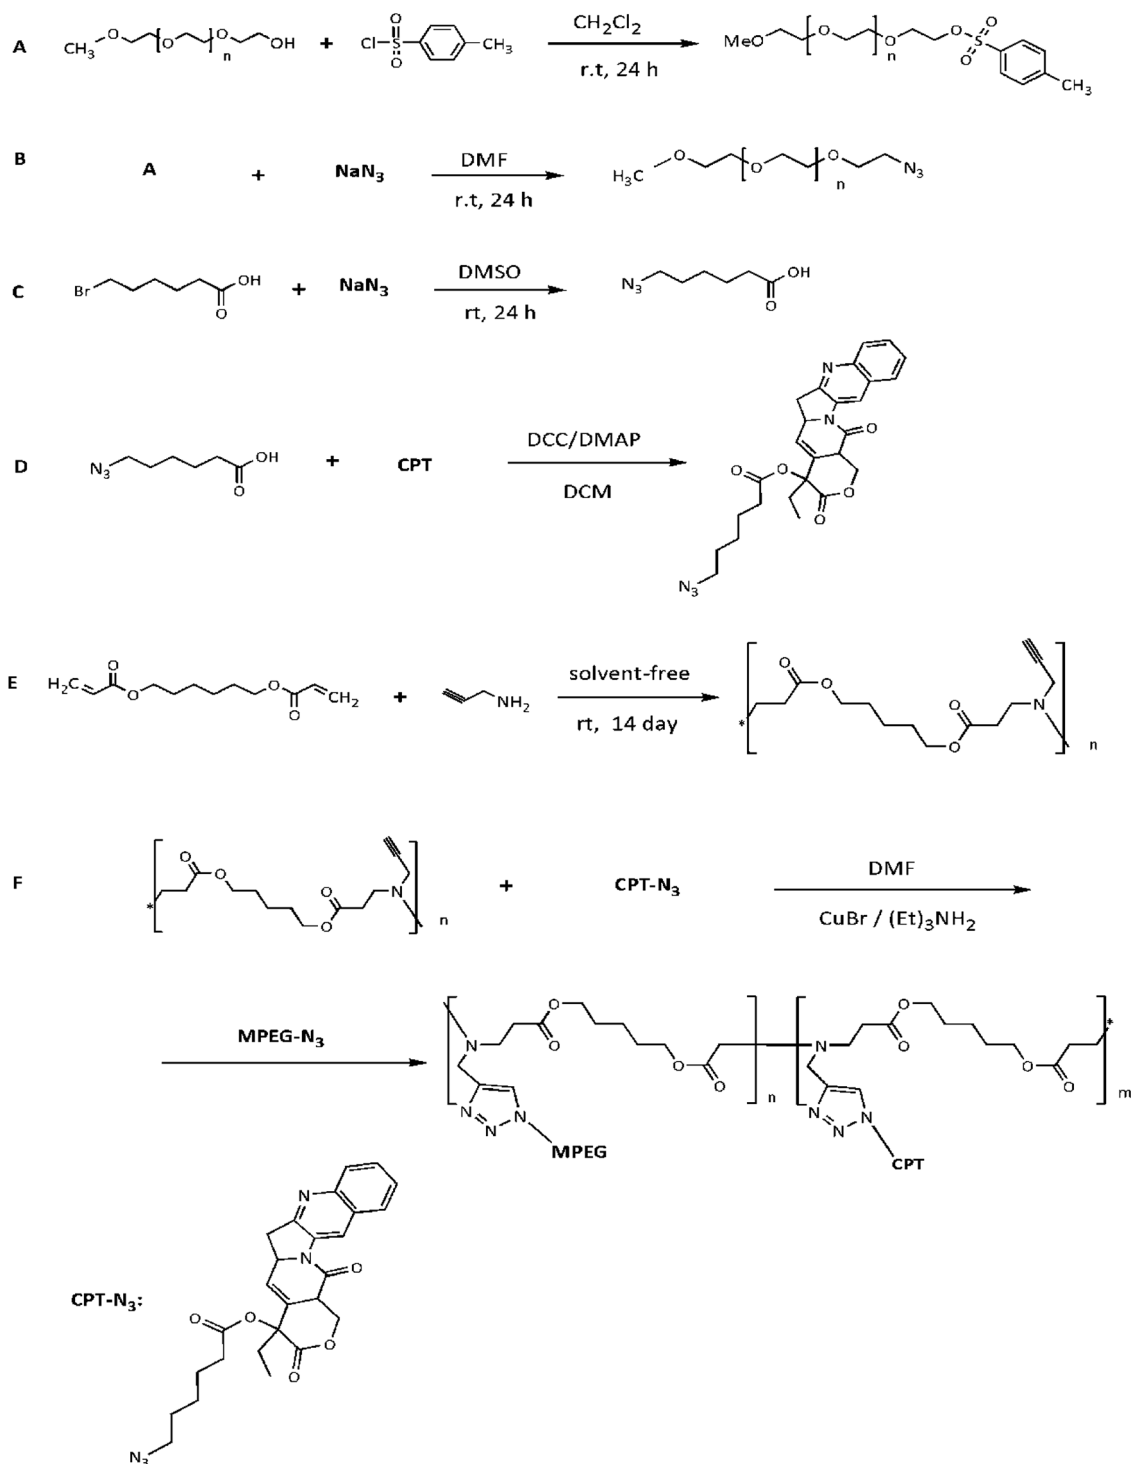 A
CH3 O [ O ]n O OH + Cl S O O CH3 CH2Cl2 r.t, 24 h MeO [ O ]n O O S O O CH3
B
A + NaN3 DMF r.t, 24 h H3C O [ O ]n O N3
C
Br OH O + NaN3 DMSO rt, 24 h N3 OH O
D
N3 OH O + CPT DCC/DMAP DCM N N O O O O O O N3
E
H2C O O O O CH2 + NH2 solvent-free rt, 14 day * [ O O O O N ] n
F
* [ O O O O N ] n + CPT-N3 DMF CuBr / (Et)3NH2
MPEG-N3 [ N O O O O N N N MPEG ] n [ N O O O O N N N CPT ] m *
CPT-N3: N N O O O O O O N3